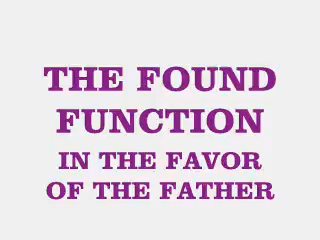 THE FOUND
FUNCTION
IN THE FAVOR
OF THE FATHER